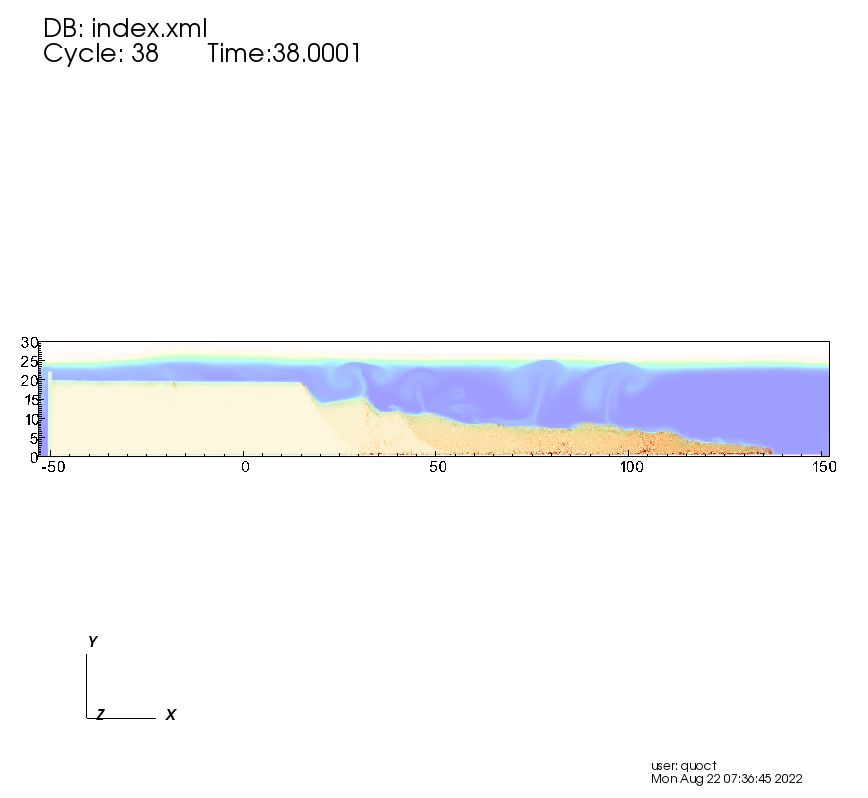 DB: index.xml
Cycle: 38 Time:38.0001
30
25
20
15
10
5
0
-50 0 50 100 150
Y
Z X
user: quoct
Mon Aug 22 07:36:45 2022